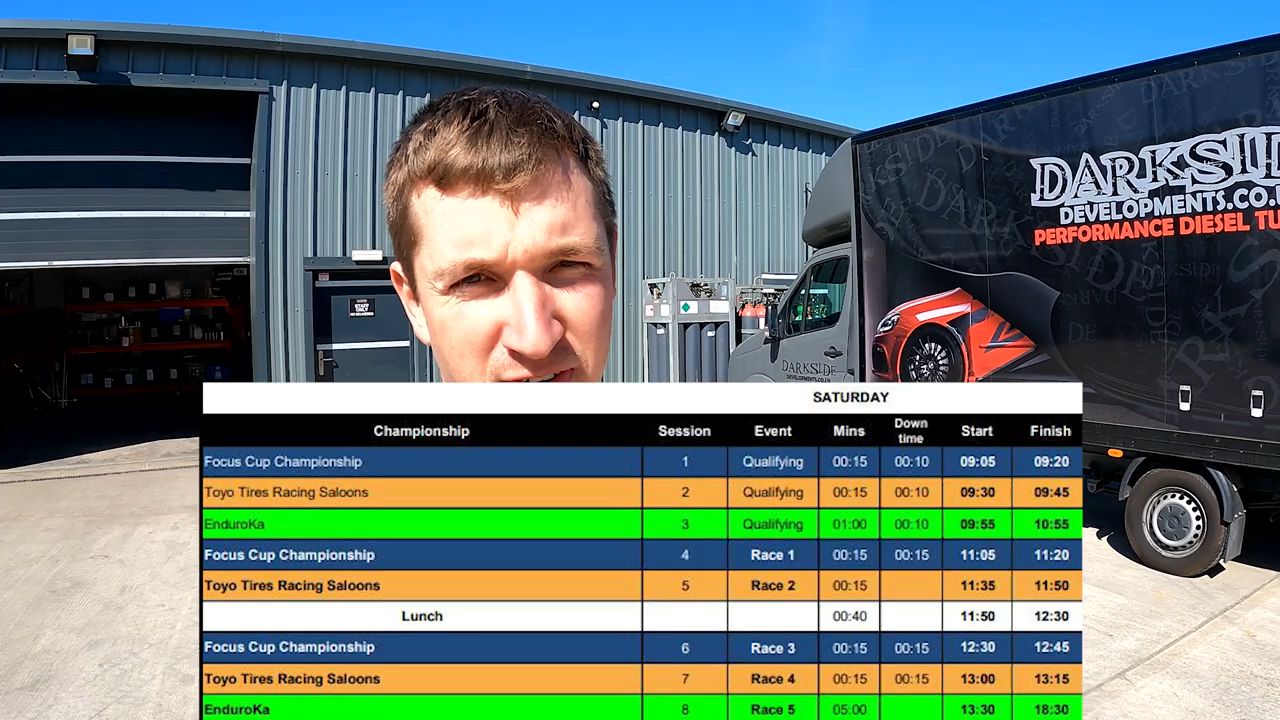 DARKSIDE
DEVELOPMENTS.CO.U
PERFORMANCE DIESEL TU
STAFF
ONLY
NO DELIVERIES
DARKSIDE
DEVELOPMENTS.CO.UK
SATURDAY
Championship Session Event Mins Down time Start Finish
Focus Cup Championship 1 Qualifying 00:15 00:10 09:05 09:20
Toyo Tires Racing Saloons 2 Qualifying 00:15 00:10 09:30 09:45
EnduroKa 3 Qualifying 01:00 00:10 09:55 10:55
Focus Cup Championship 4 Race 1 00:15 00:15 11:05 11:20
Toyo Tires Racing Saloons 5 Race 2 00:15 11:35 11:50
Lunch 00:40 11:50 12:30
Focus Cup Championship 6 Race 3 00:15 00:15 12:30 12:45
Toyo Tires Racing Saloons 7 Race 4 00:15 00:15 13:00 13:15
EnduroKa 8 Race 5 05:00 13:30 18:30